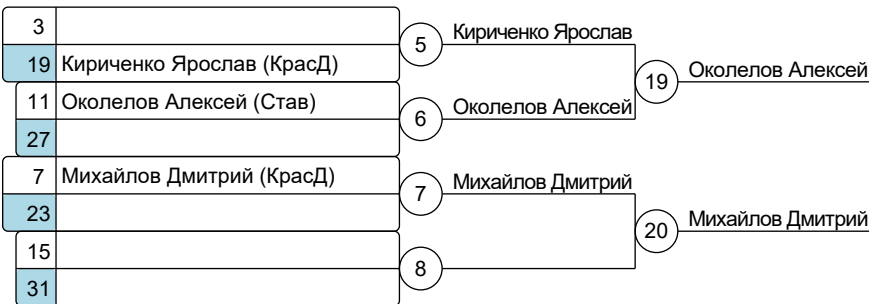 3
5
Кириченко Ярослав
19 Кириченко Ярослав (КрасД)
19
Околелов Алексей
11 Околелов Алексей (Став)
6
Околелов Алексей
27
7 Михайлов Дмитрий (КрасД)
7
Михайлов Дмитрий
23
20
Михайлов Дмитрий
15
8
31